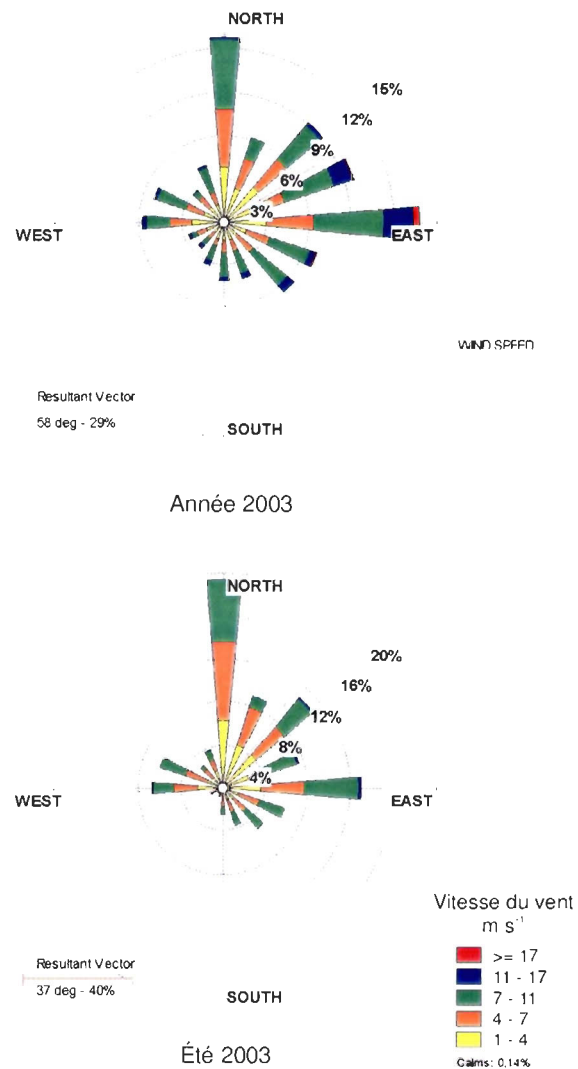 NORTH
15%
12%
9%
6%
3%
WEST
EAST
WIND SPEED
Resultant Vector
58 deg - 29%
SOUTH
Année 2003
NORTH
20%
16%
12%
8%
4%
WEST
EAST
Vitesse du vent
m s⁻¹
>= 17
11 - 17
7 - 11
4 - 7
1 - 4
Calms: 0,14%
Resultant Vector
37 deg - 40%
SOUTH
Été 2003